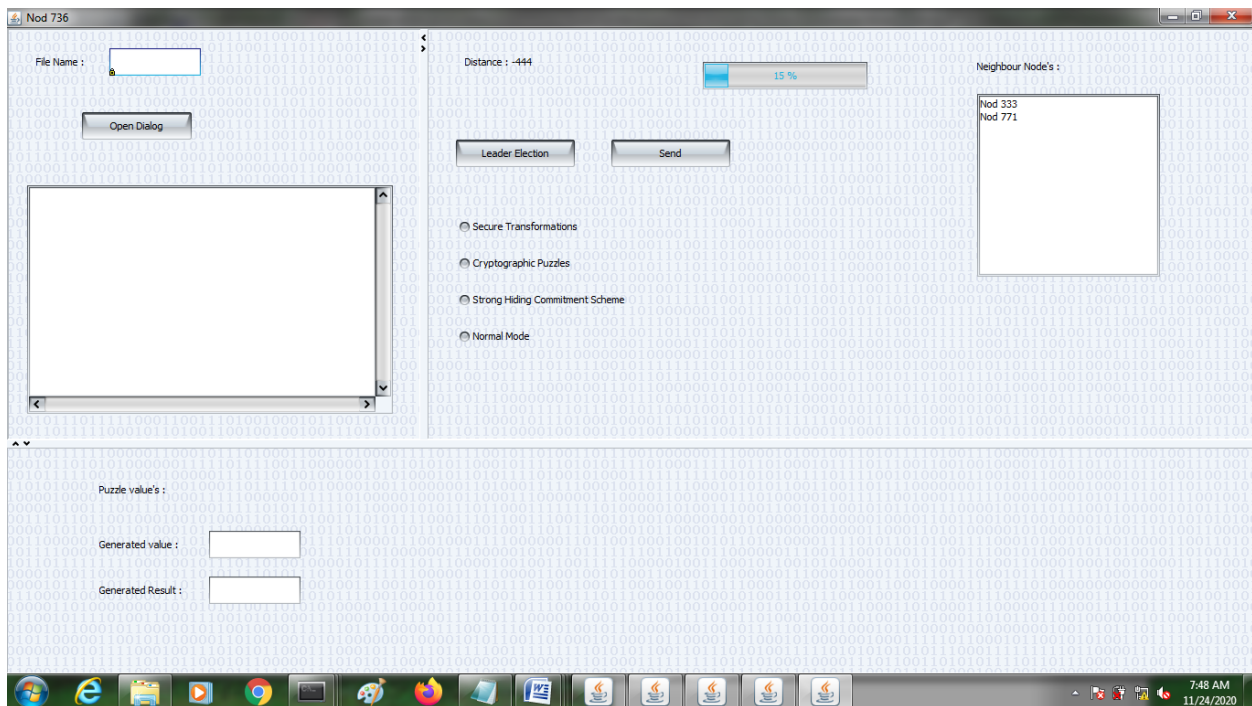 Nod 736
File Name :
Open Dialog
Distance : -444
15 %
Leader Election
Send
Secure Transformations
Cryptographic Puzzles
Strong Hiding Commitment Scheme
Normal Mode
Neighbour Node's :
Nod 333
Nod 771
Puzzle value's :
Generated value :
Generated Result :
7:48 AM
11/24/2020